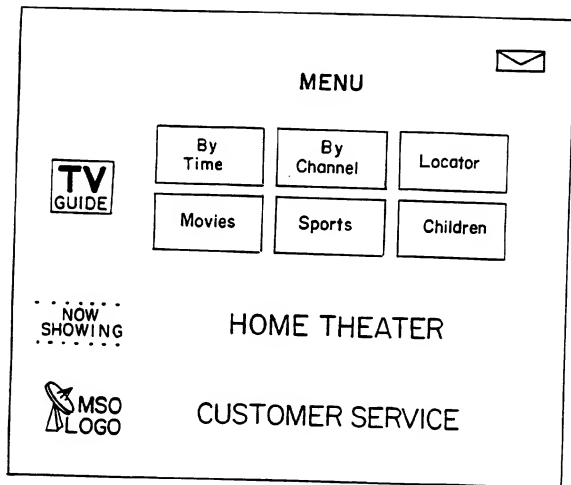 MENU
By
Time
By
Channel
Locator
TV
GUIDE
Movies
Sports
Children
NOW
SHOWING
HOME THEATER
MSO
LOGO
CUSTOMER SERVICE